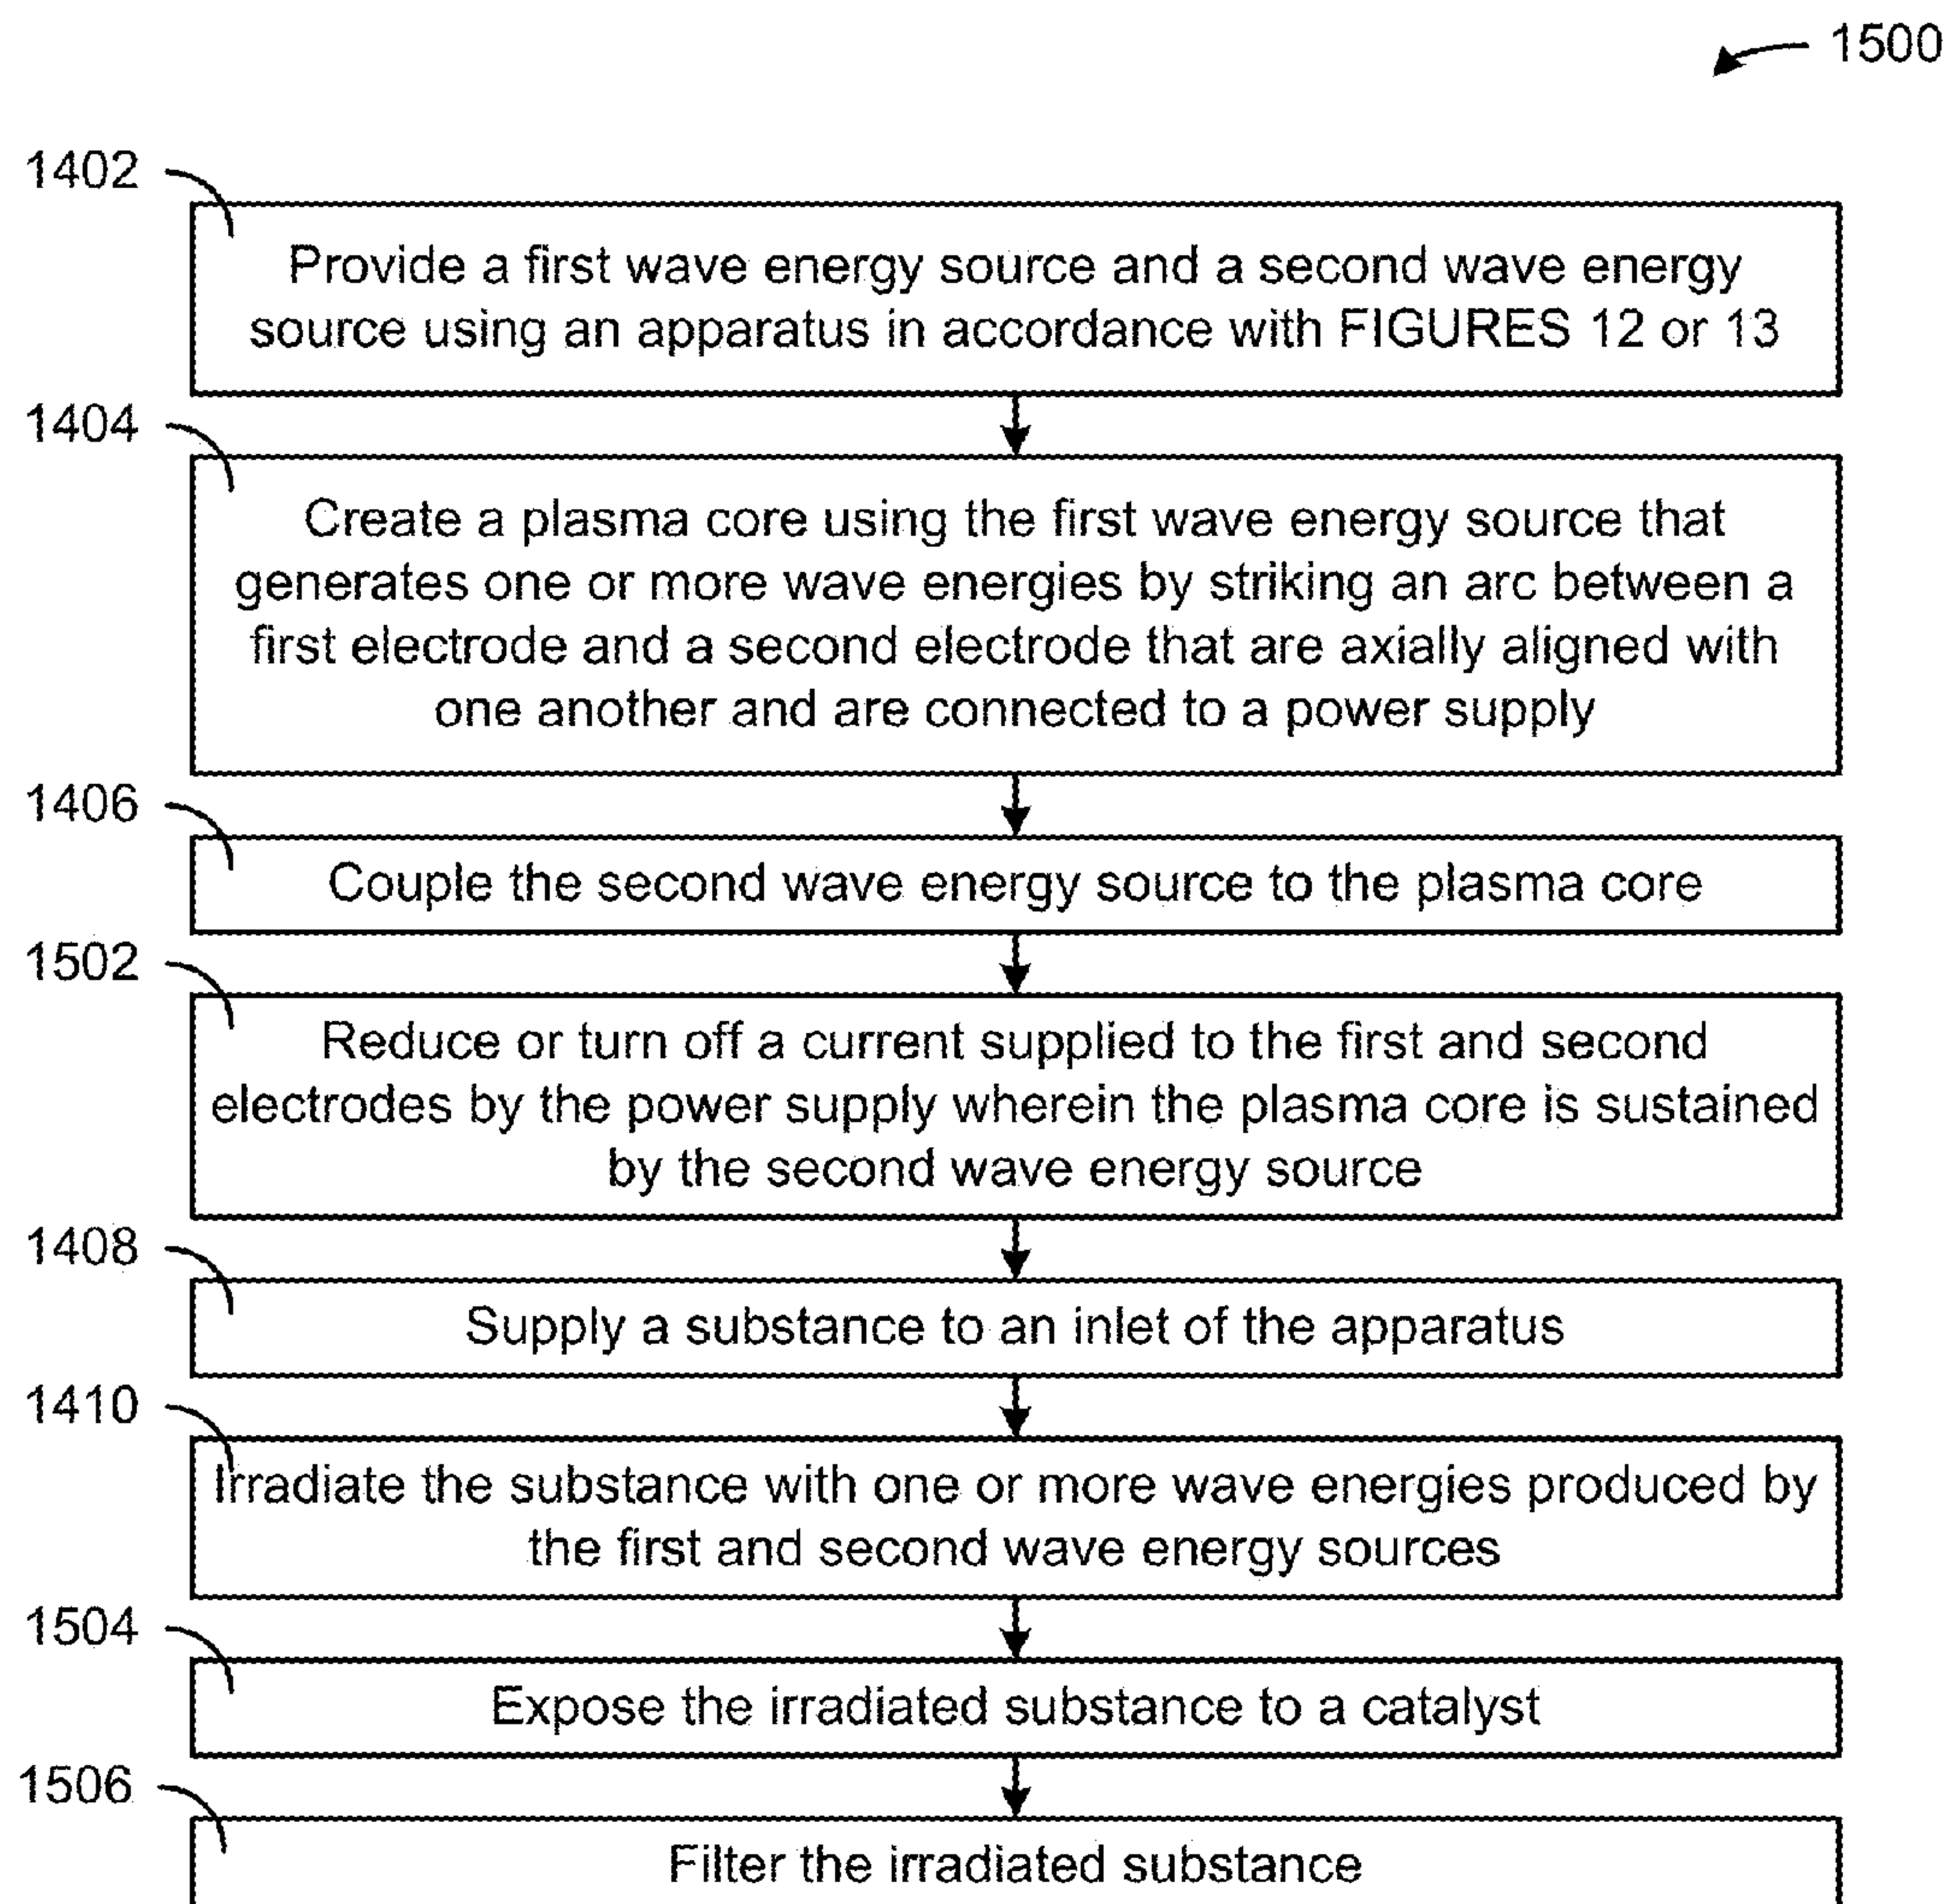 1500
1402
Provide a first wave energy source and a second wave energy
source using an apparatus in accordance with FIGURES 12 or 13
1404
Create a plasma core using the first wave energy source that
generates one or more wave energies by striking an arc between a
first electrode and a second electrode that are axially aligned with
one another and are connected to a power supply
1406
Couple the second wave energy source to the plasma core
1502
Reduce or turn off a current supplied to the first and second
electrodes by the power supply wherein the plasma core is sustained
by the second wave energy source
1408
Supply a substance to an inlet of the apparatus
1410
Irradiate the substance with one or more wave energies produced by
the first and second wave energy sources
1504
Expose the irradiated substance to a catalyst
1506
Filter the irradiated substance